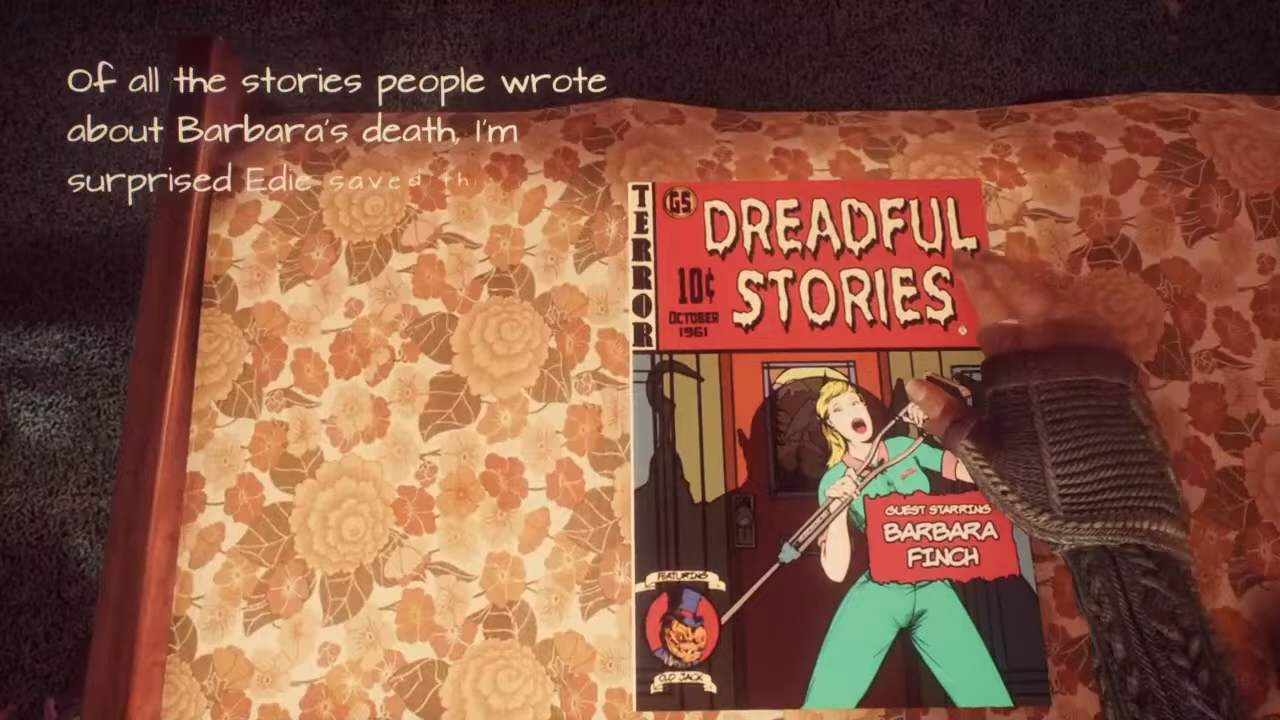 Of all the stories people wrote
about Barbara's death, I'm
surprised Edie saved th
TERROR
GS
DREADFUL
STORIES
10¢
OCTOBER
1961
GUEST STARRING
BARBARA
FINCH
FEATURING
OLD JACK